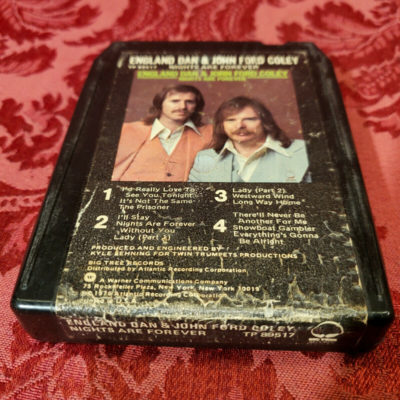 ENGLAND DAN & JOHN FORD COLEY
TP 89517 NIGHTS ARE FOREVER
ENGLAND DAN & JOHN FORD COLEY
NIGHTS ARE FOREVER
1
I'd Really Love To
See You Tonight
It's Not The Same
The Prisoner
2
I'll Stay
Nights Are Forever
Without You
Lady (Part
3
Lady (Part 2)
Westward Wind
Long Way Home
4
There'll Never Be
Another For Me
Showboat Gambler
Everything's Gonna
Be Alright
PRODUCED AND ENGINEERED BY
KYLE LEHNING FOR TWIN TRUMPETS PRODUCTIONS
BIG TREE RECORDS
Distributed by Atlantic Recording Corporation
A Warner Communications Company
75 Rockefeller Plaza, New York, New York 10019
1976 Atlantic Recording Corporation
U.S.A.
ENGLAND DAN & JOHN FORD COLEY
NIGHTS ARE FOREVER TP 89517